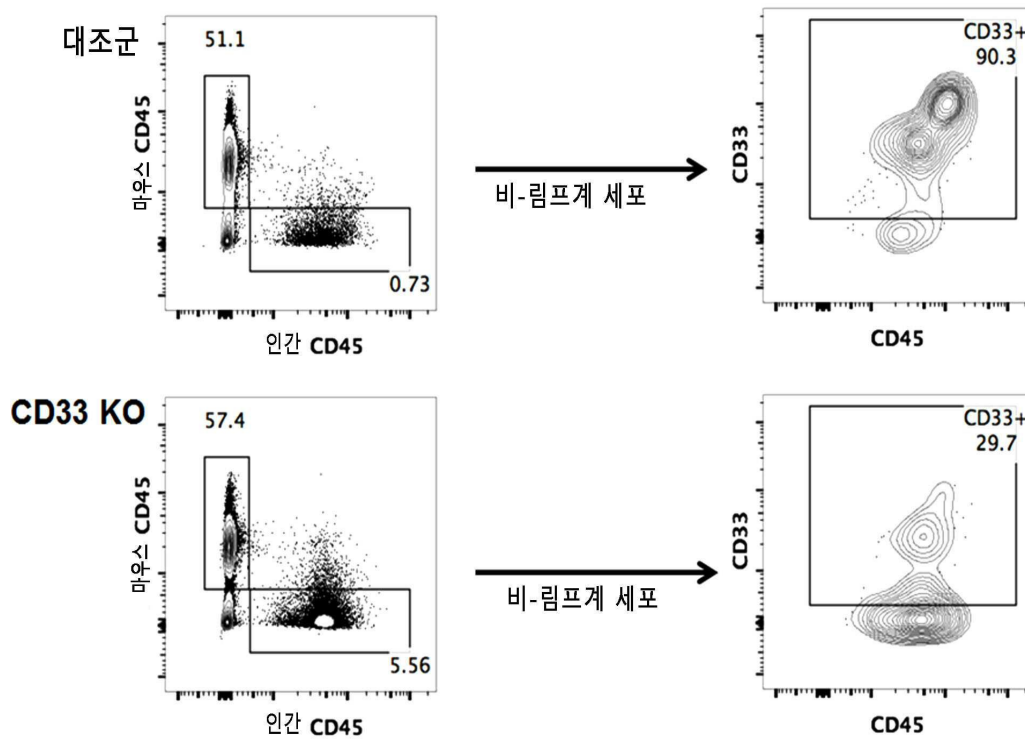 대조군
51.1
마우스 CD45
0.73
인간 CD45
비-림프계 세포
CD33+
90.3
CD33
CD45
CD33 KO
57.4
마우스 CD45
5.56
인간 CD45
비-림프계 세포
CD33+
29.7
CD33
CD45